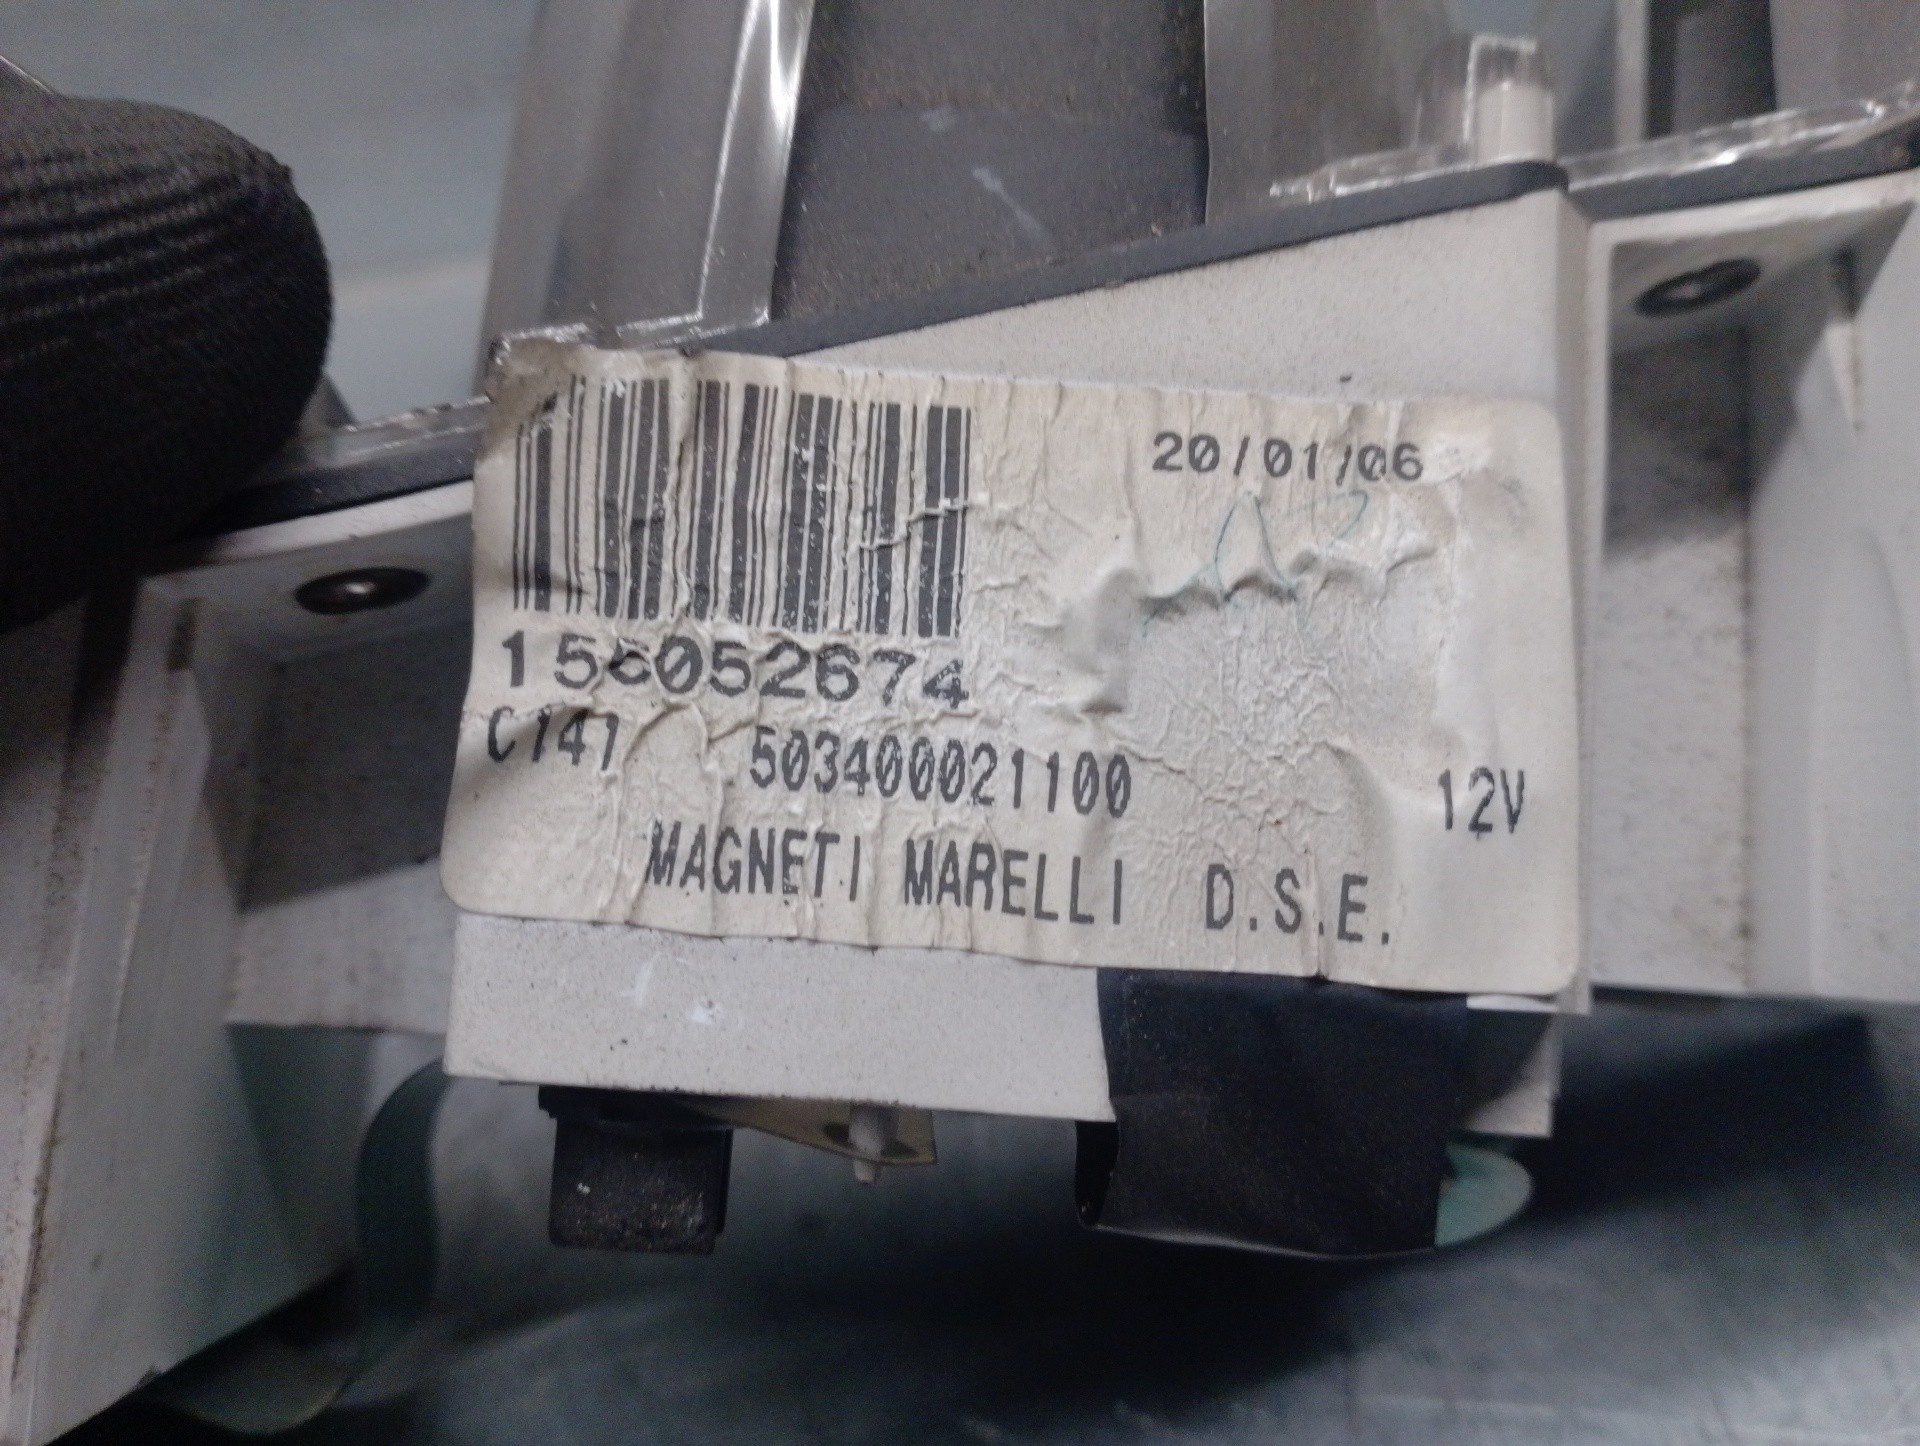 20/01/06
156052674
C141 503400021100 12V
MAGNETI MARELLI D.S.E.